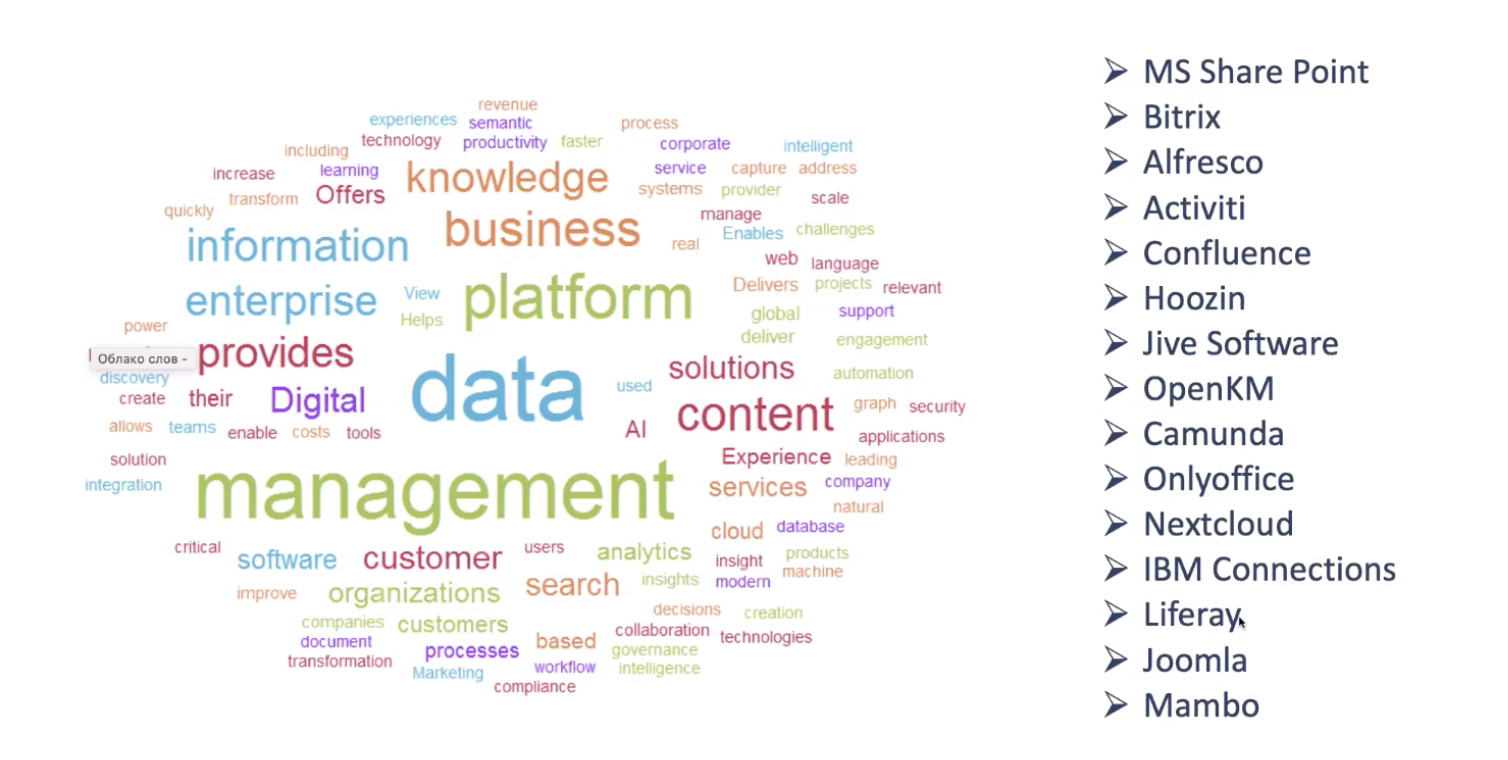 revenue
experiences semantic process
technology productivity faster corporate intelligent
including
increase learning knowledge service capture address
transform Offers systems provider scale
quickly business manage
information real Enables challenges
web language
enterprise View platform Delivers projects relevant
Helps global support
power deliver engagement
provides
Облако слов -
discovery data used solutions automation
create their Digital content graph security
allows teams enable costs tools AI applications
solution Experience leading
integration management services company
natural
cloud database
critical software customer users analytics insight products
improve organizations search insights modern machine
companies customers decisions creation
document processes based collaboration technologies
transformation Marketing workflow governance
compliance intelligence
➢ MS Share Point
➢ Bitrix
➢ Alfresco
➢ Activiti
➢ Confluence
➢ Hoozin
➢ Jive Software
➢ OpenKM
➢ Camunda
➢ Onlyoffice
➢ Nextcloud
➢ IBM Connections
➢ Liferay
➢ Joomla
➢ Mambo